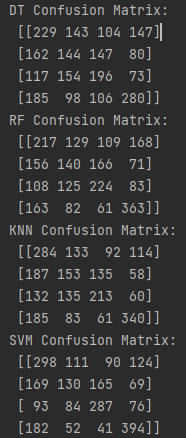 DT Confusion Matrix:
[[229 143 104 147]
[162 144 147  80]
[117 154 196  73]
[185  98 106 280]]
RF Confusion Matrix:
[[217 129 109 168]
[156 140 166  71]
[108 125 224  83]
[163  82  61 363]]
KNN Confusion Matrix:
[[284 133  92 114]
[187 153 135  58]
[132 135 213  60]
[185  83  61 340]]
SVM Confusion Matrix:
[[298 111  90 124]
[169 130 165  69]
[ 93  84 287  76]
[182  52  41 394]]